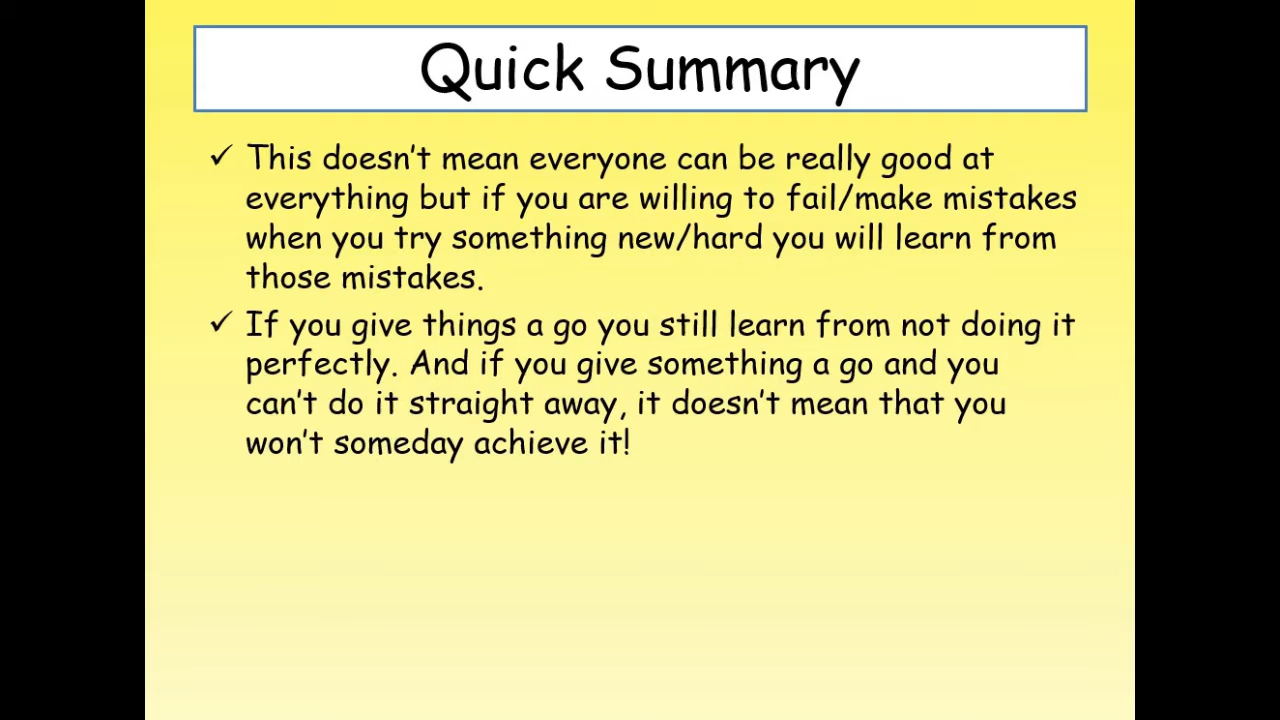 Quick Summary
✓ This doesn't mean everyone can be really good at
everything but if you are willing to fail/make mistakes
when you try something new/hard you will learn from
those mistakes.
✓ If you give things a go you still learn from not doing it
perfectly. And if you give something a go and you
can't do it straight away, it doesn't mean that you
won't someday achieve it!